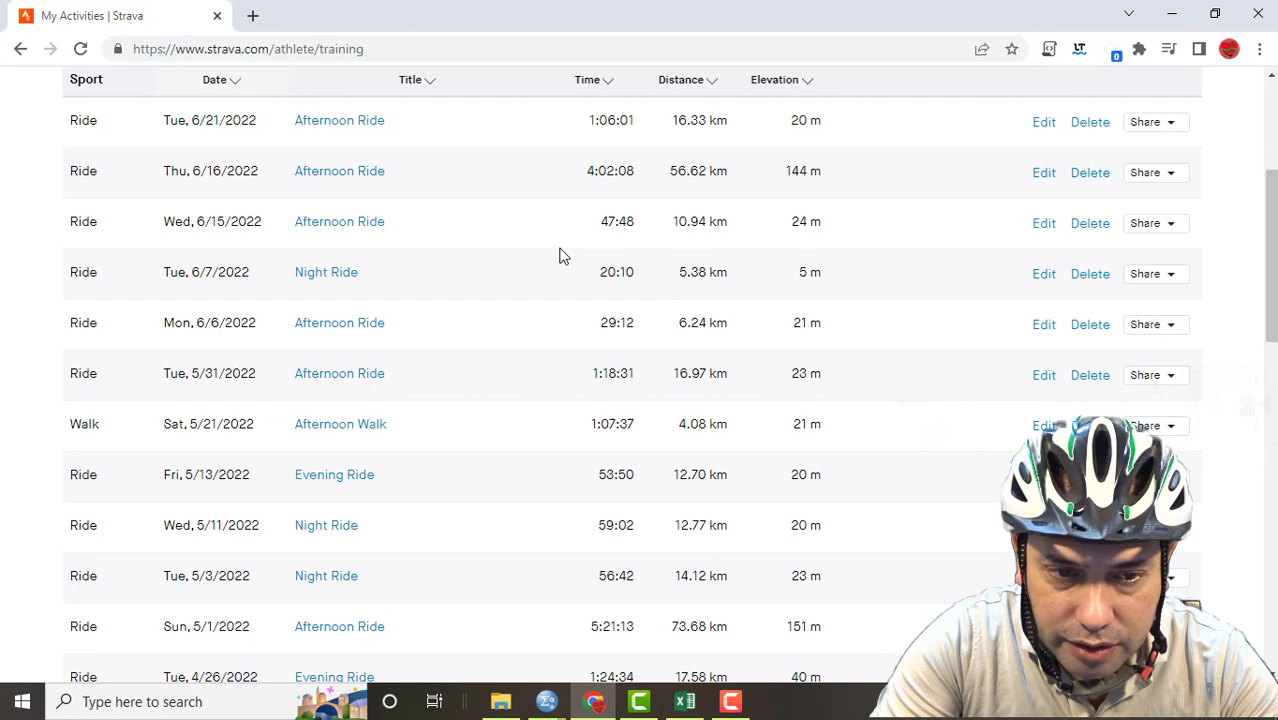 My Activities | Strava
https://www.strava.com/athlete/training
LT
0
Sport Date Title Time Distance Elevation
Ride Tue, 6/21/2022 Afternoon Ride 1:06:01 16.33 km 20 m Edit Delete Share
Ride Thu, 6/16/2022 Afternoon Ride 4:02:08 56.62 km 144 m Edit Delete Share
Ride Wed, 6/15/2022 Afternoon Ride 47:48 10.94 km 24 m Edit Delete Share
Ride Tue, 6/7/2022 Night Ride 20:10 5.38 km 5 m Edit Delete Share
Ride Mon, 6/6/2022 Afternoon Ride 29:12 6.24 km 21 m Edit Delete Share
Ride Tue, 5/31/2022 Afternoon Ride 1:18:31 16.97 km 23 m Edit Delete Share
Walk Sat, 5/21/2022 Afternoon Walk 1:07:37 4.08 km 21 m Edit Share
Ride Fri, 5/13/2022 Evening Ride 53:50 12.70 km 20 m
Ride Wed, 5/11/2022 Night Ride 59:02 12.77 km 20 m
Ride Tue, 5/3/2022 Night Ride 56:42 14.12 km 23 m
Ride Sun, 5/1/2022 Afternoon Ride 5:21:13 73.68 km 151 m
Ride Tue, 4/26/2022 Evening Ride 1:24:34 17.58 km 40 m
Type here to search